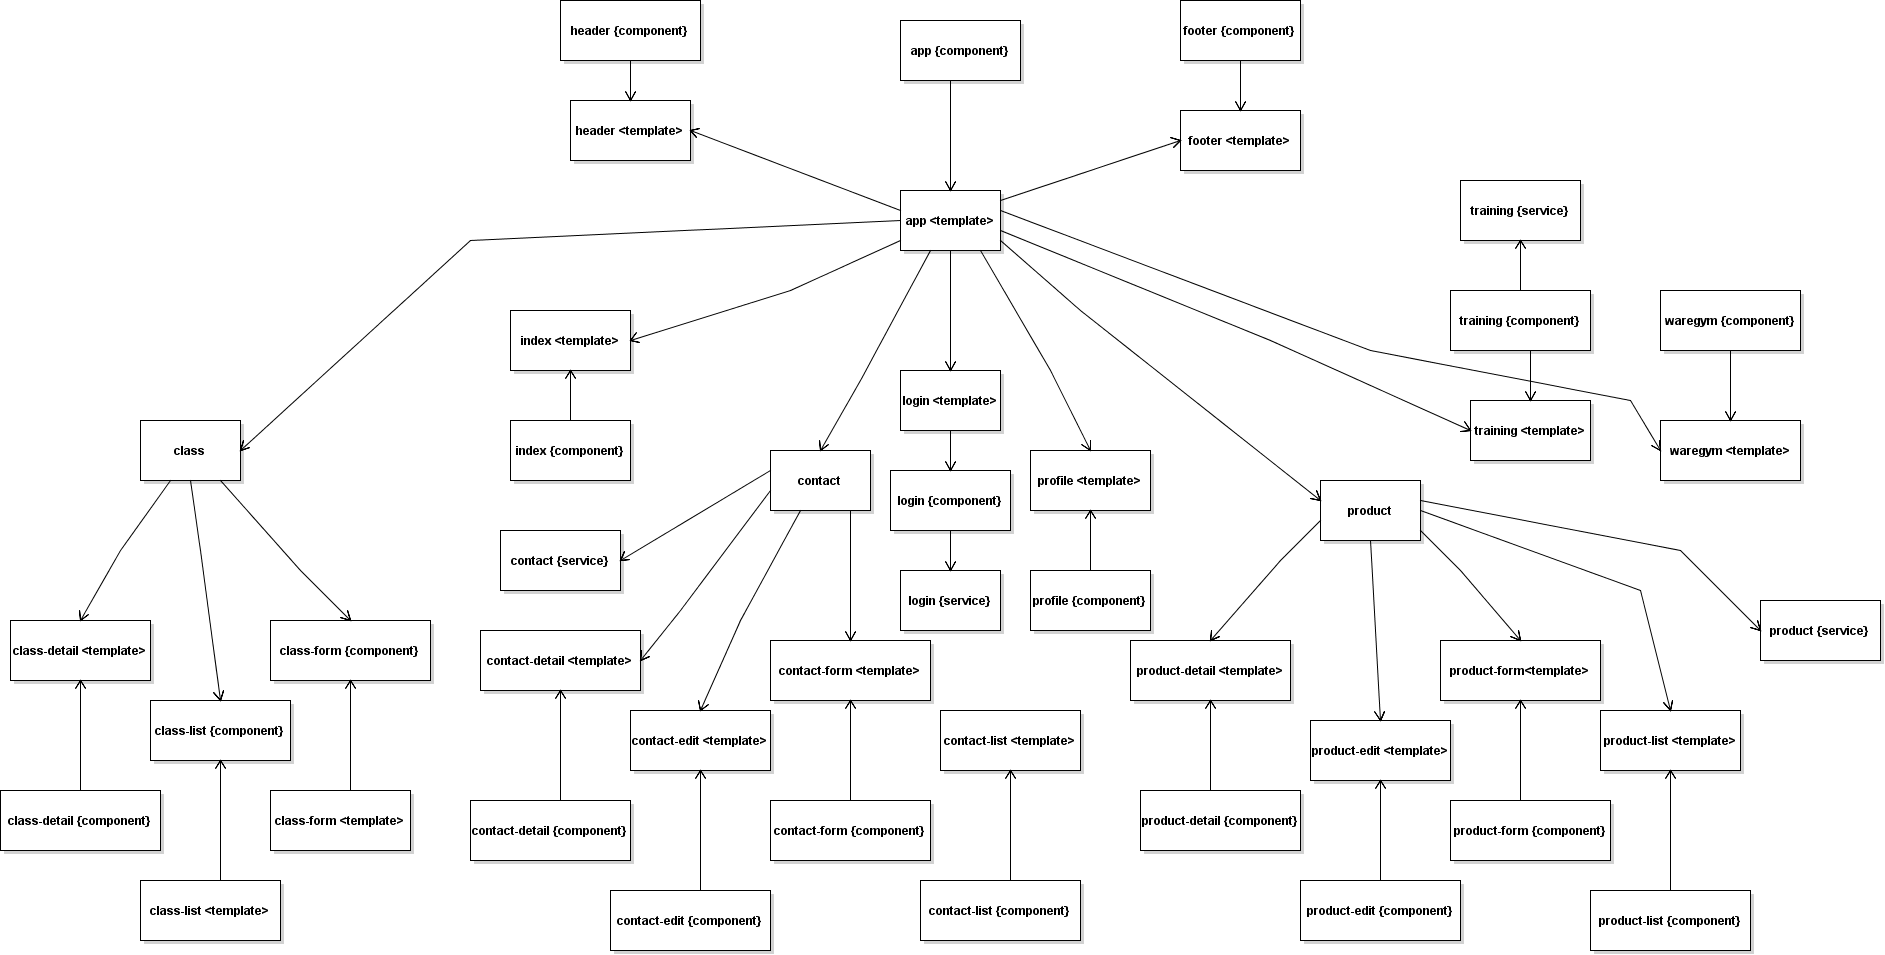 header {component}
app {component}
footer {component}
header <template>
footer <template>
app <template>
training {service}
index <template>
training {component}
waregym {component}
login <template>
training <template>
class
index {component}
waregym <template>
contact
profile <template>
login {component}
product
contact {service}
login {service}
profile {component}
product {service}
class-detail <template>
class-form {component}
contact-detail <template>
contact-form <template>
product-detail <template>
product-form<template>
class-list {component}
contact-edit <template>
contact-list <template>
product-edit <template>
product-list <template>
class-detail {component}
class-form <template>
contact-detail {component}
contact-form {component}
product-detail {component}
product-form {component}
class-list <template>
contact-edit {component}
contact-list {component}
product-edit {component}
product-list {component}